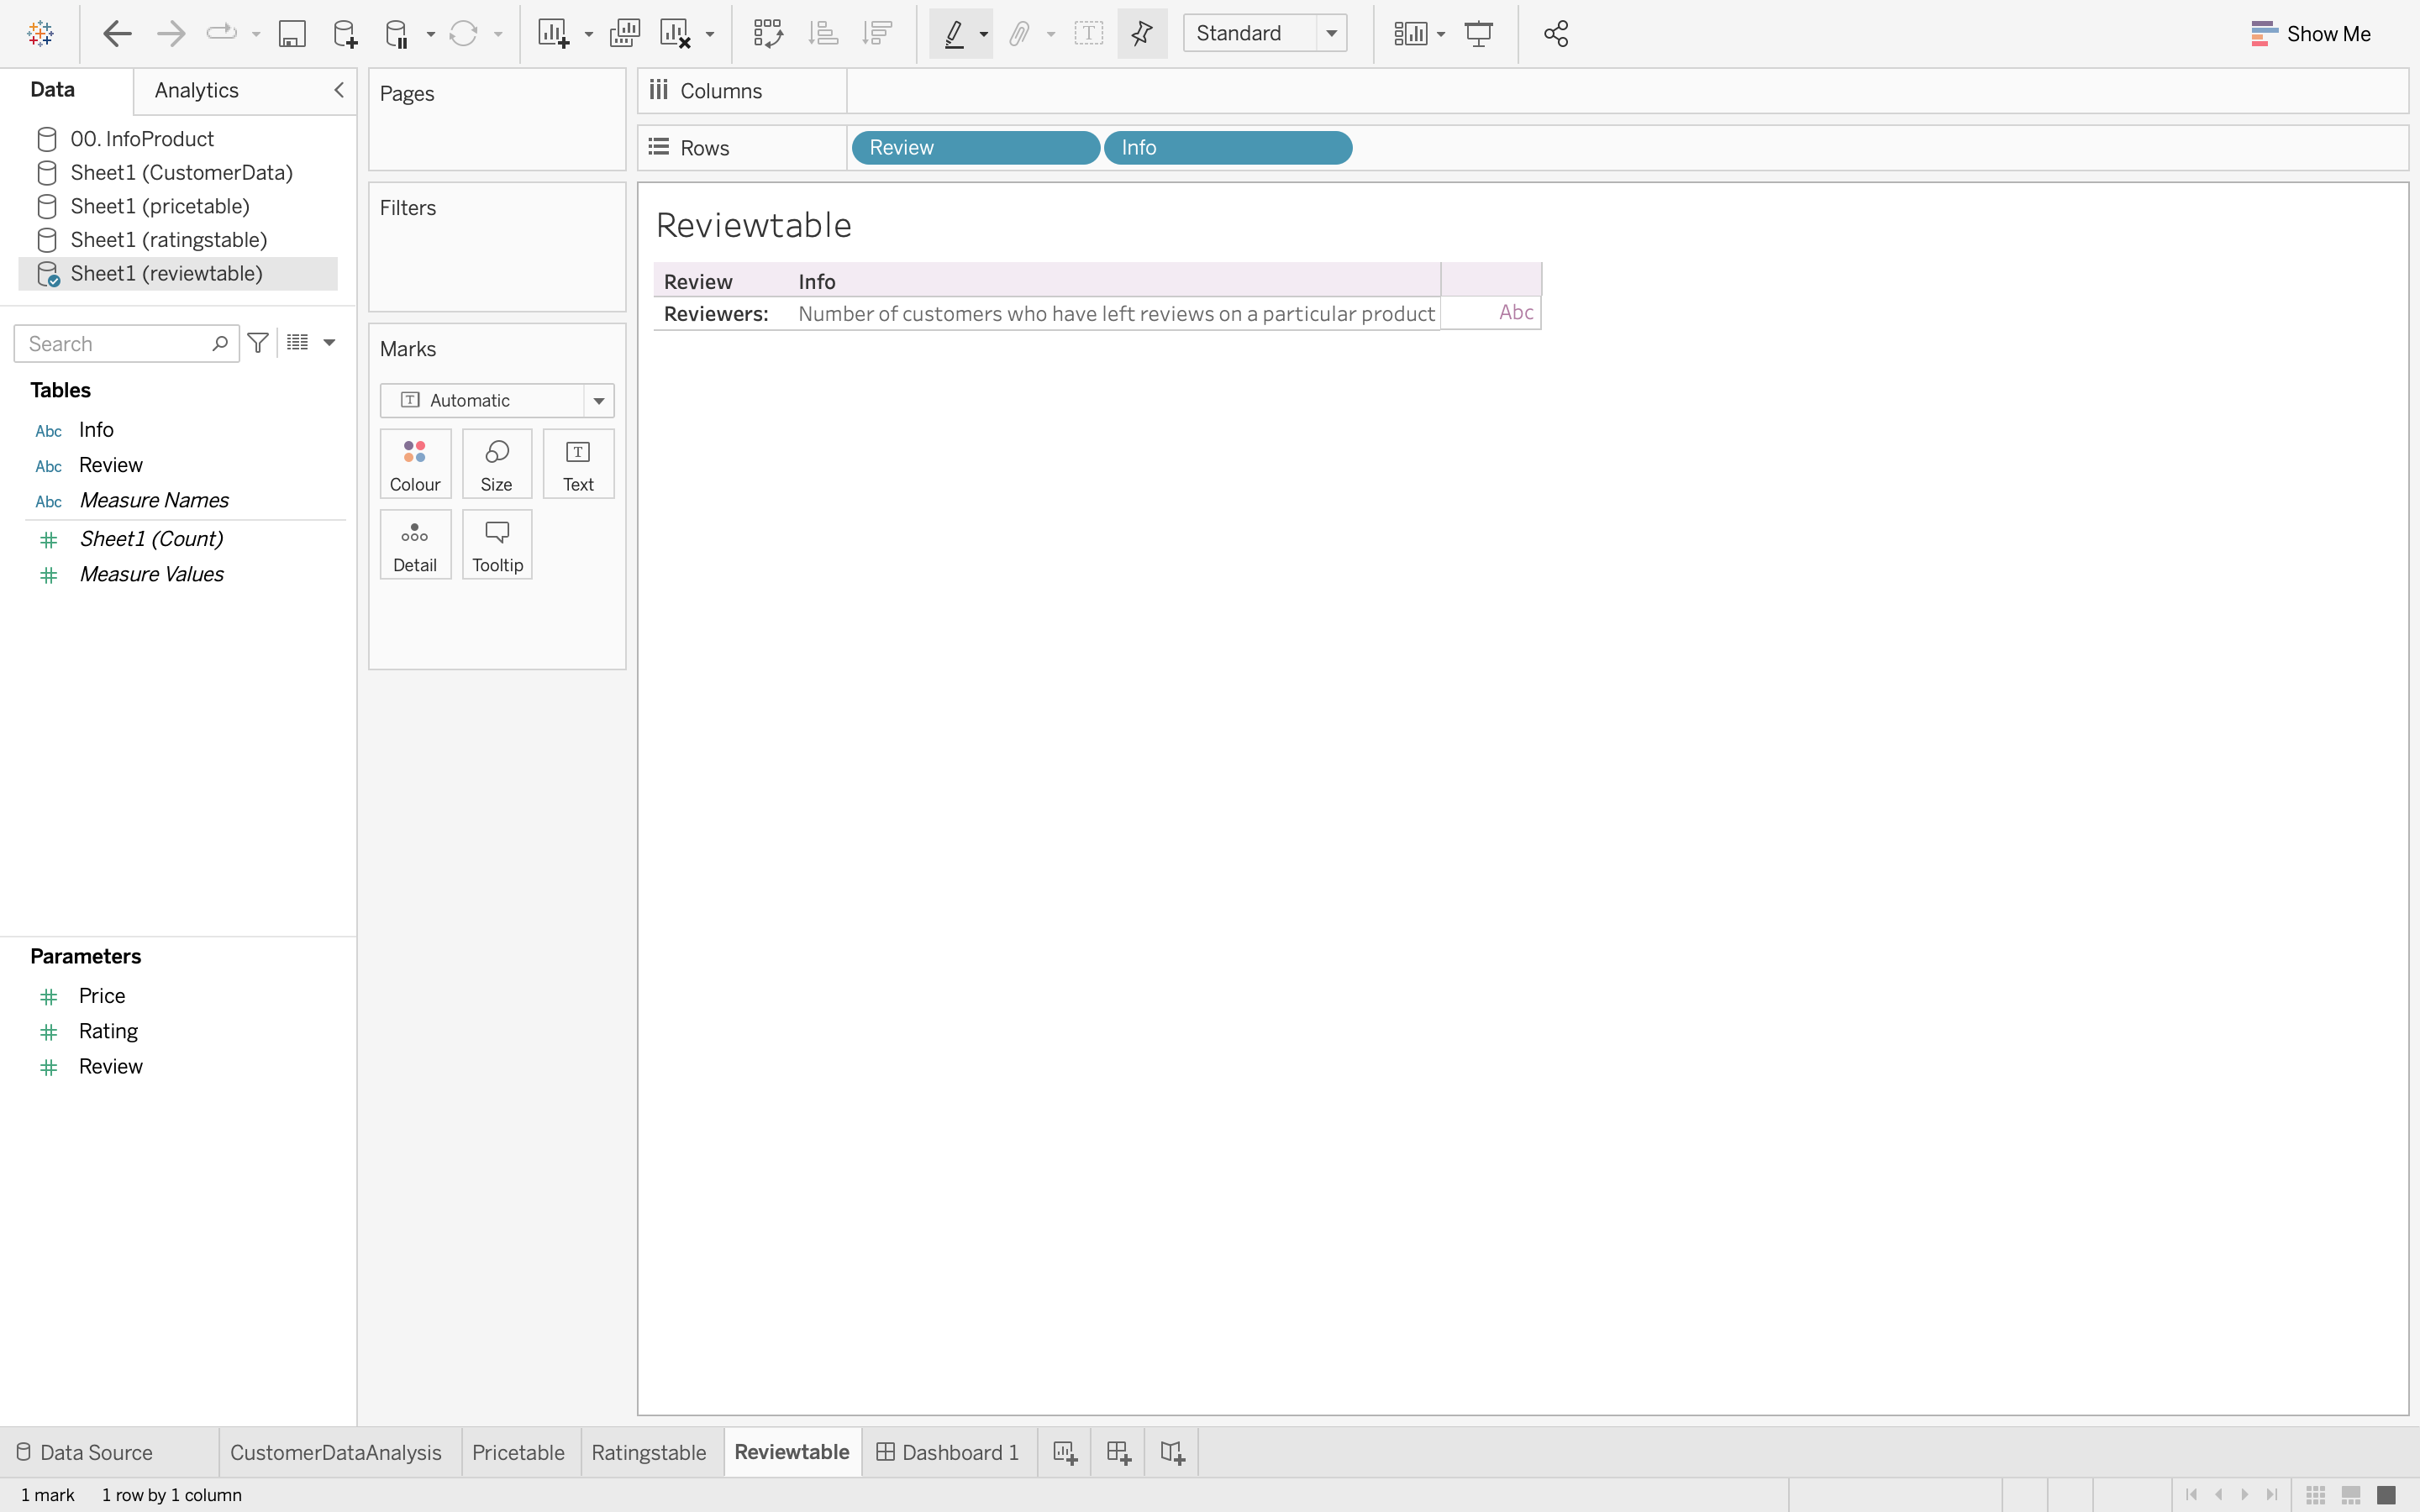 Standard
Show Me
Data
Analytics
00. InfoProduct
Sheet1 (CustomerData)
Sheet1 (pricetable)
Sheet1 (ratingstable)
Sheet1 (reviewtable)
Search
Tables
Abc Info
Abc Review
Abc Measure Names
Sheet1 (Count)
Measure Values
Parameters
Price
Rating
Review
Pages
Filters
Marks
T Automatic
Colour
Size
T
Text
Detail
Tooltip
Columns
Rows Review Info
Reviewtable
Review Info
Reviewers: Number of customers who have left reviews on a particular product Abc
Data Source CustomerDataAnalysis Pricetable Ratingstable Reviewtable Dashboard 1
1 mark 1 row by 1 column